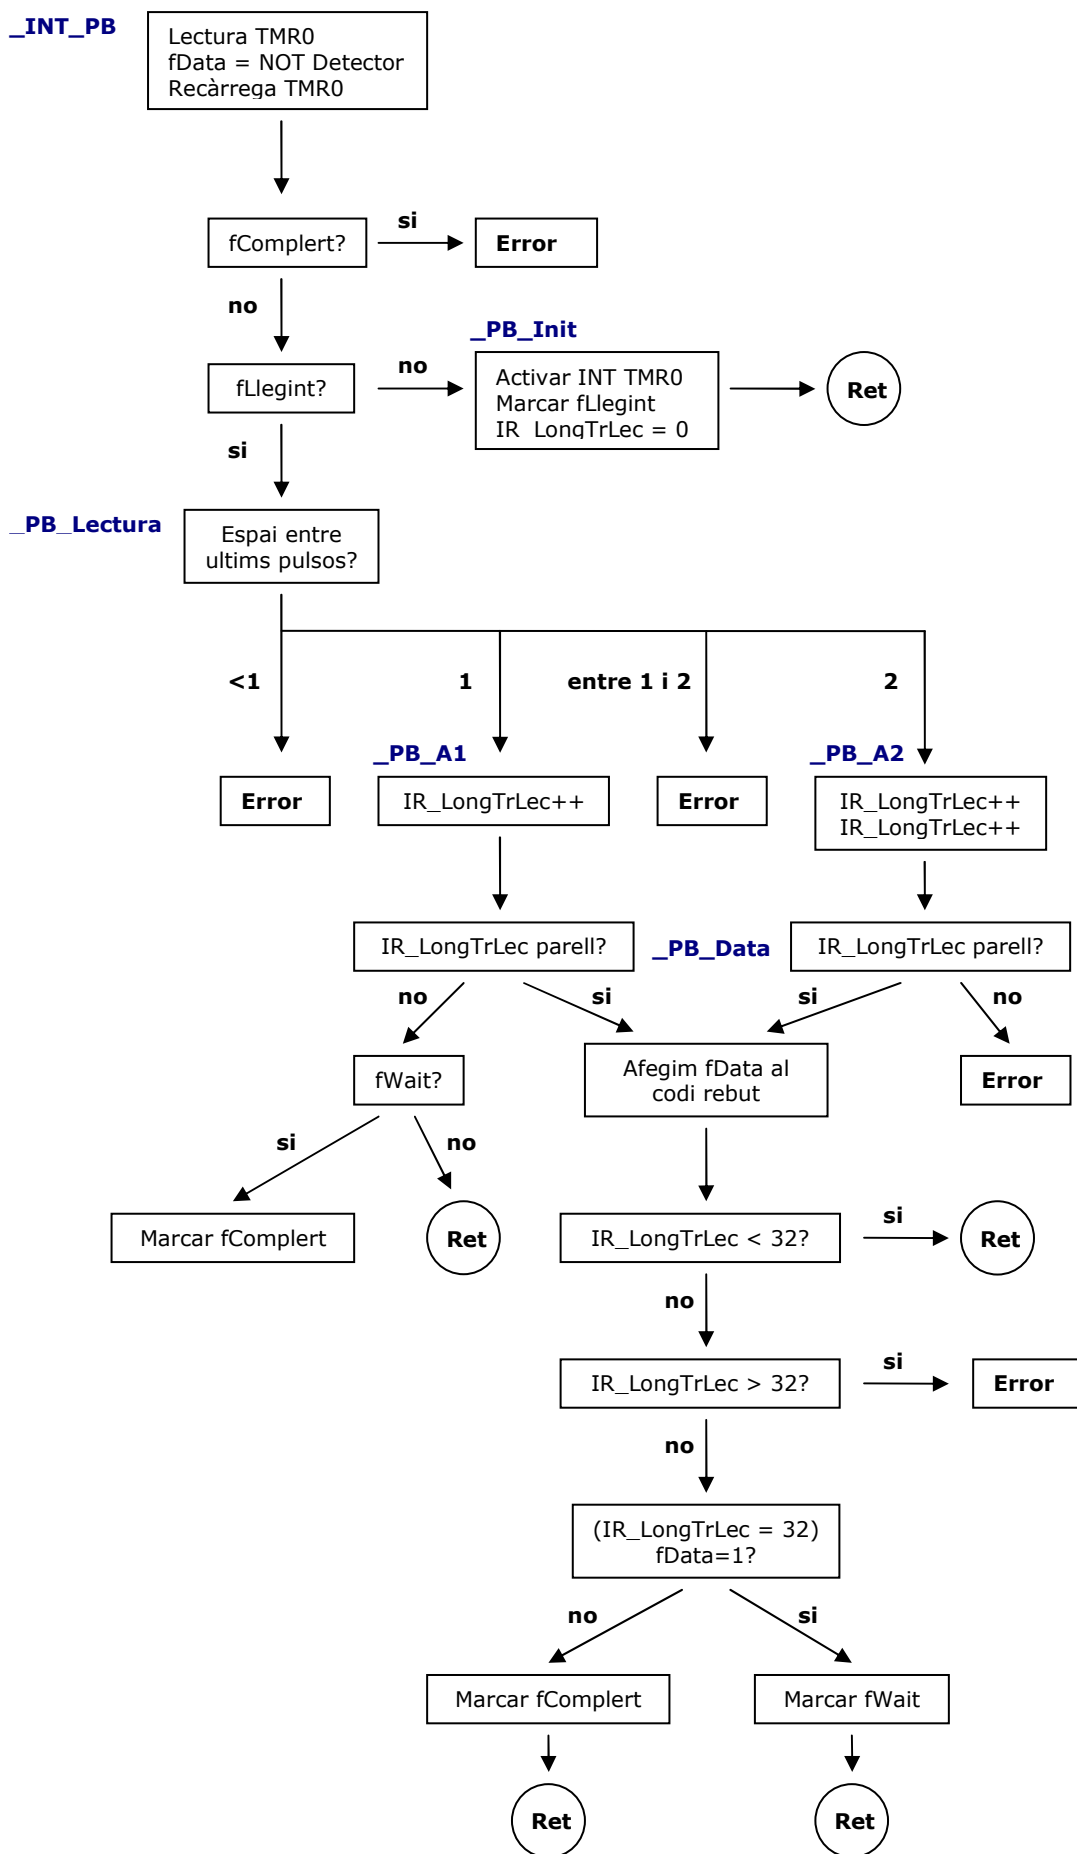 _INT_PB
Lectura TMR0
fData = NOT Detector
Recàrrega TMR0
si
fComplert?
Error
no
_PB_Init
no
fLlegint?
Activar INT TMR0
Marcar fLlegint
IR_LongTrLec = 0
Ret
si
_PB_Lectura
Espai entre
ultims pulsos?
<1
1
entre 1 i 2
2
_PB_A1
_PB_A2
Error
IR_LongTrLec++
Error
IR_LongTrLec++
IR_LongTrLec++
IR_LongTrLec parell?
_PB_Data
IR_LongTrLec parell?
no
si
si
no
fWait?
Afegim fData al
codi rebut
Error
si
no
Marcar fComplert
Ret
IR_LongTrLec < 32?
si
Ret
no
IR_LongTrLec > 32?
si
Error
no
(IR_LongTrLec = 32)
fData=1?
no
si
Marcar fComplert
Marcar fWait
Ret
Ret